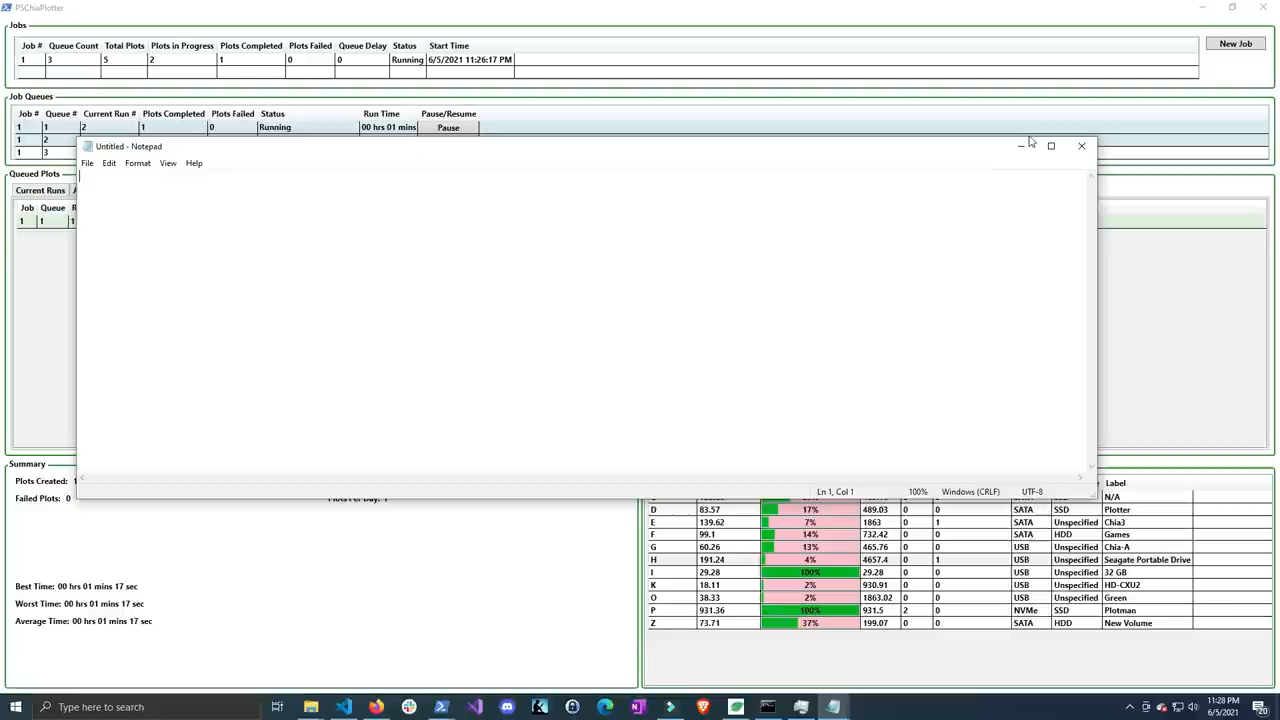 PSChiaPlotter
Jobs
Job # Queue Count Total Plots Plots in Progress Plots Completed Plots Failed Queue Delay Status Start Time
New Job
1 3 5 2 1 0 0 Running 6/5/2021 11:26:17 PM
Job Queues
Job # Queue # Current Run # Plots Completed Plots Failed Status Run Time Pause/Resume
1 1 2 1 0 Running 00 hrs 01 mins Pause
1 2
1 3
Untitled - Notepad
File Edit Format View Help
Queued Plots
Current Runs
Job Queue
1 1 1
Summary
Plots Created:
Failed Plots: 0
Plots Per Day: 1
Best Time: 00 hrs 01 mins 17 sec
Worst Time: 00 hrs 01 mins 17 sec
Average Time: 00 hrs 01 mins 17 sec
Ln 1, Col 1 100% Windows (CRLF) UTF-8
Label
N/A
D 83.57 17% 489.03 0 0 SATA SSD Plotter
E 139.62 7% 1863 0 1 SATA Unspecified Chia3
F 99.1 14% 732.42 0 0 SATA HDD Games
G 60.26 13% 465.76 0 0 USB Unspecified Chia-A
H 191.24 4% 4657.4 0 1 USB Unspecified Seagate Portable Drive
I 29.28 100% 29.28 0 0 USB Unspecified 32 GB
K 18.11 2% 930.91 0 0 USB Unspecified HD-CXU2
O 38.33 2% 1863.02 0 0 USB Unspecified Green
P 931.36 100% 931.5 2 0 NVMe SSD Plotman
Z 73.71 37% 199.07 0 0 SATA HDD New Volume
Type here to search
11:28 PM
6/5/2021
20